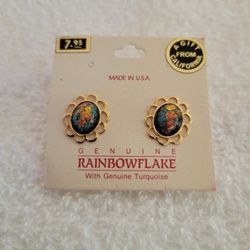 7.95
A GIFT
FROM
CALIFORNIA
MADE IN U.S.A.
GENUINE
RAINBOWFLAKE
With Genuine Turquoise